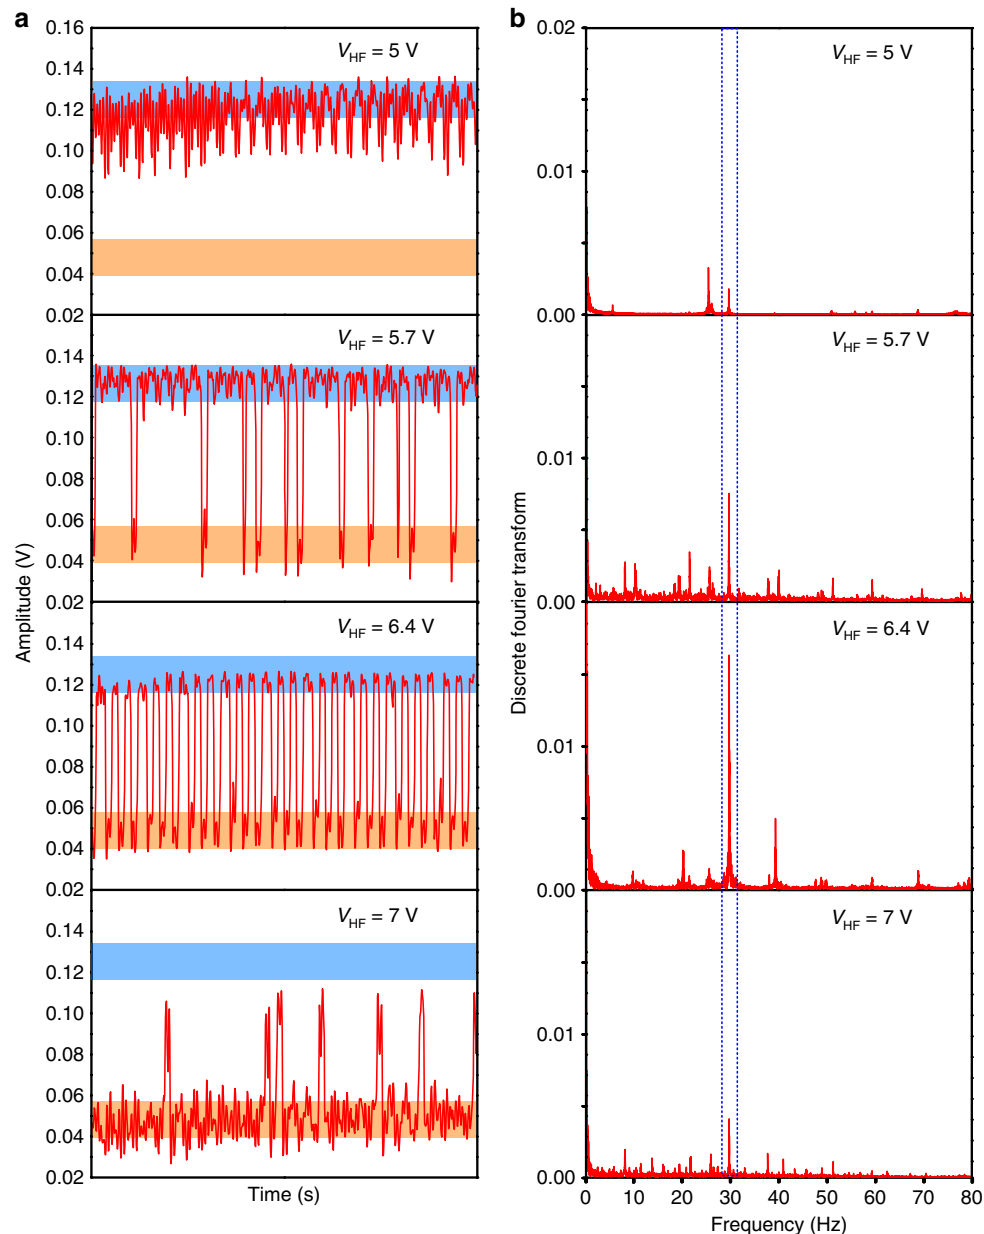 a
b
Amplitude (V)
0.16
0.14
0.12
0.10
0.08
0.06
0.04
0.02
V_HF = 5 V
0.14
0.12
0.10
0.08
0.06
0.04
0.02
V_HF = 5.7 V
0.14
0.12
0.10
0.08
0.06
0.04
0.02
V_HF = 6.4 V
0.14
0.12
0.10
0.08
0.06
0.04
0.02
V_HF = 7 V
Time (s)
Discrete fourier transform
0.02
0.01
0.00
V_HF = 5 V
0.01
0.00
V_HF = 5.7 V
0.01
0.00
V_HF = 6.4 V
0.01
0.00
V_HF = 7 V
0 10 20 30 40 50 60 70 80
Frequency (Hz)